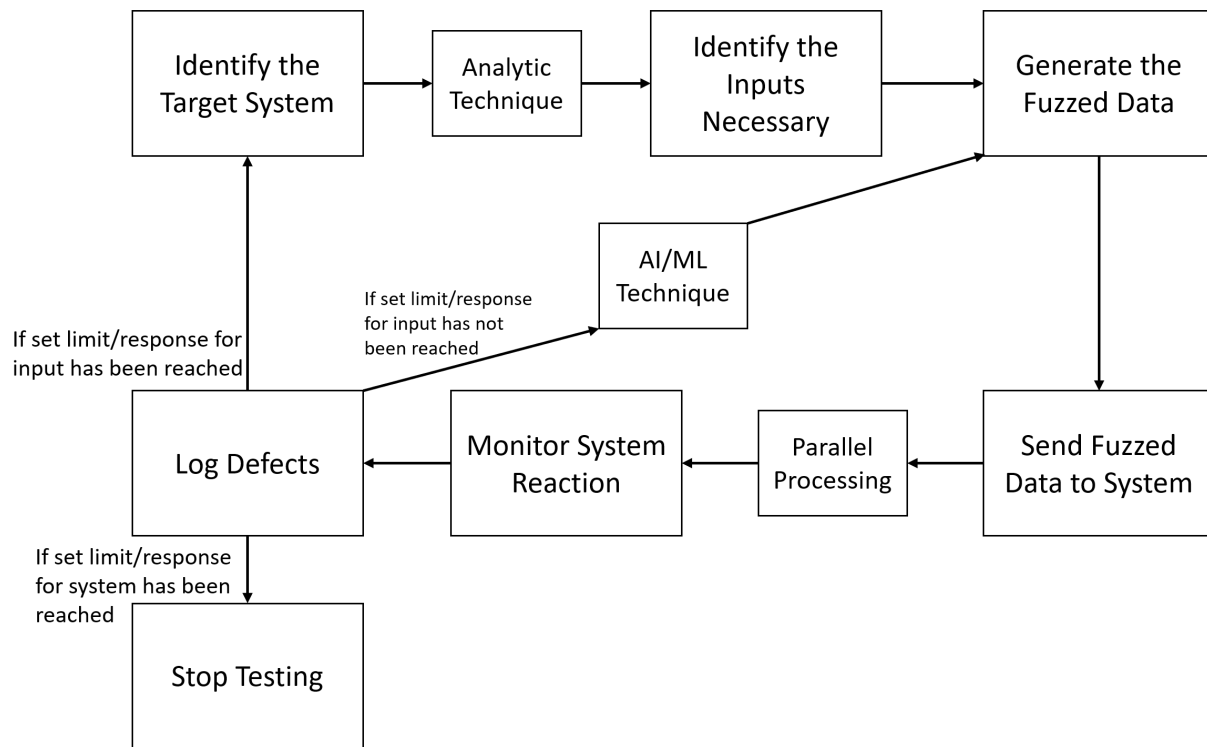 Identify the
Target System
Analytic
Technique
Identify the
Inputs
Necessary
Generate the
Fuzzed Data
AI/ML
Technique
If set limit/response
for input has not
been reached
If set limit/response for
input has been reached
Log Defects
Monitor System
Reaction
Parallel
Processing
Send Fuzzed
Data to System
If set limit/response
for system has been
reached
Stop Testing